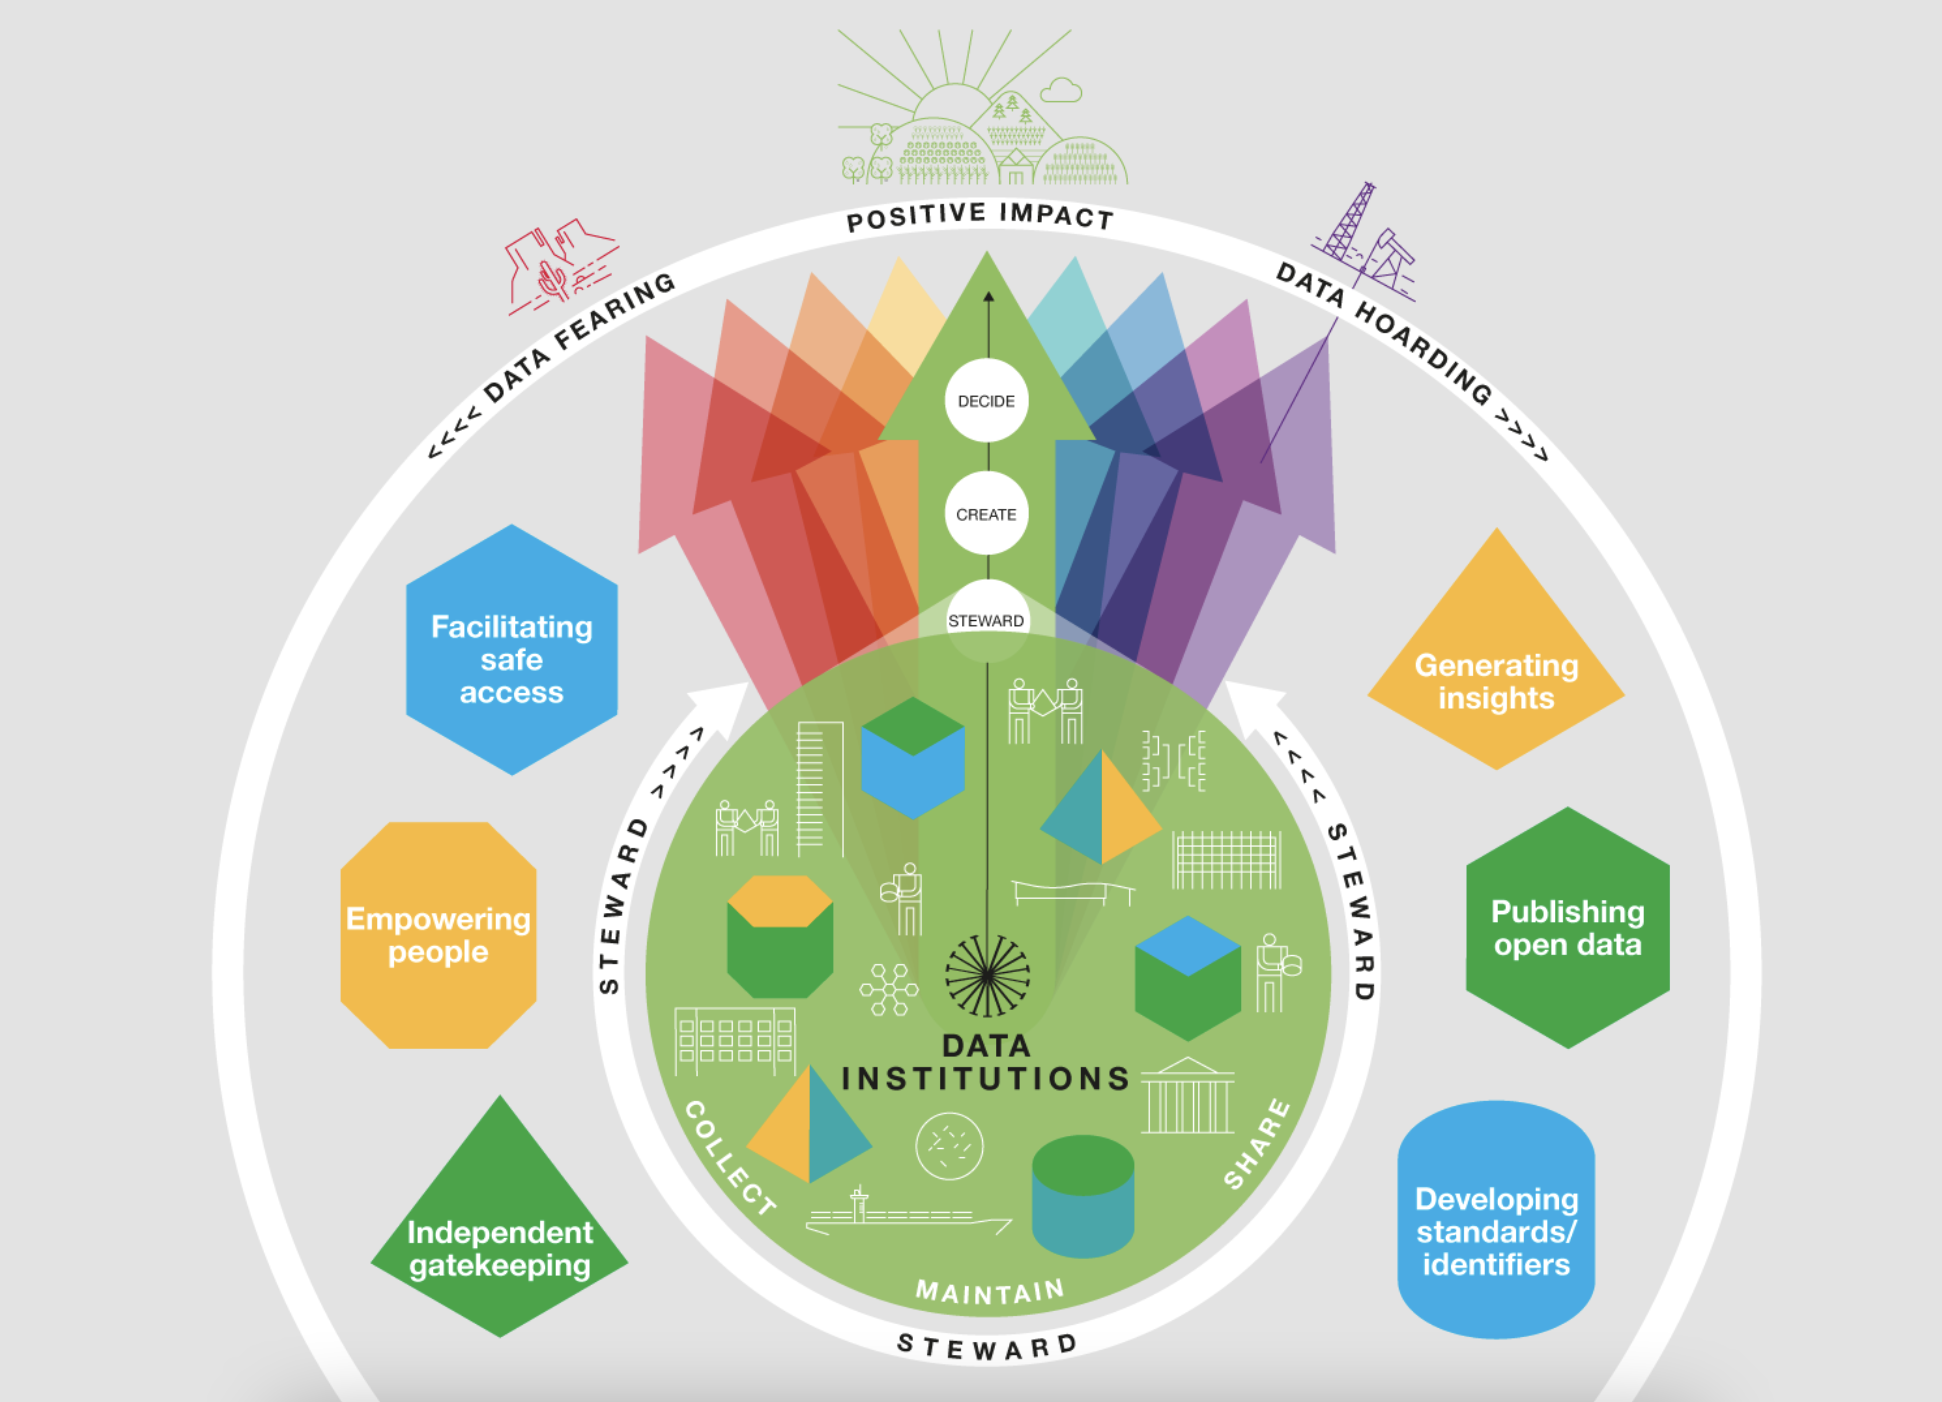 POSITIVE IMPACT
<<<< DATA FEARING
DATA HOARDING >>>>
DECIDE
CREATE
STEWARD
Facilitating
safe
access
Empowering
people
Independent
gatekeeping
Generating
insights
Publishing
open data
Developing
standards/
identifiers
STEWARD >>>>
<<<< STEWARD
DATA
INSTITUTIONS
COLLECT
MAINTAIN
SHARE
STEWARD